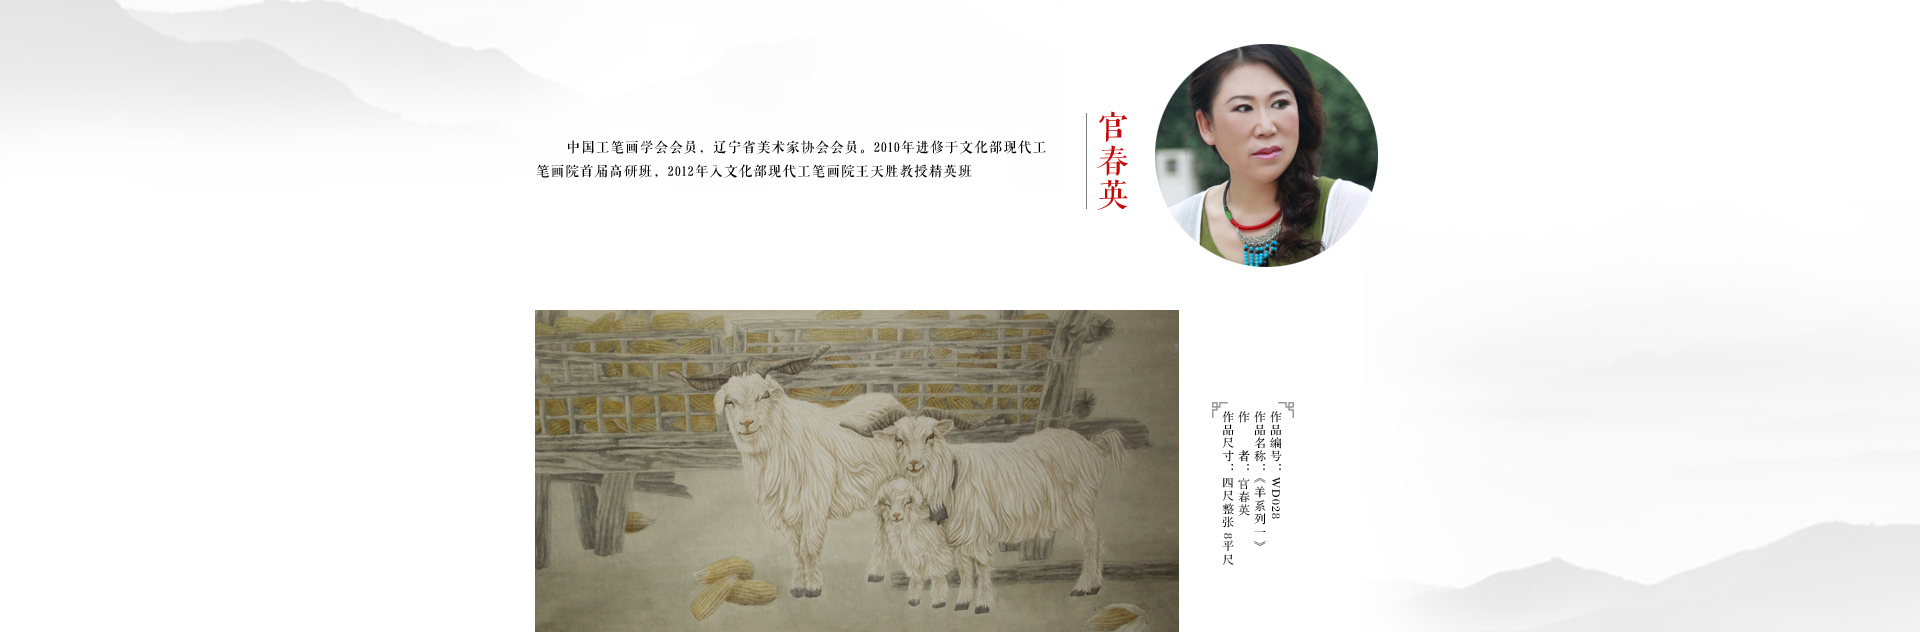 中国工笔画学会会员，辽宁省美术家协会会员。2010年进修于文化部现代工
笔画院首届高研班，2012年入文化部现代工笔画院王天胜教授精英班
官春英
作品编号：WD028
作品名称：《羊系列一》
作者：官春英
作品尺寸：四尺整张 8平尺